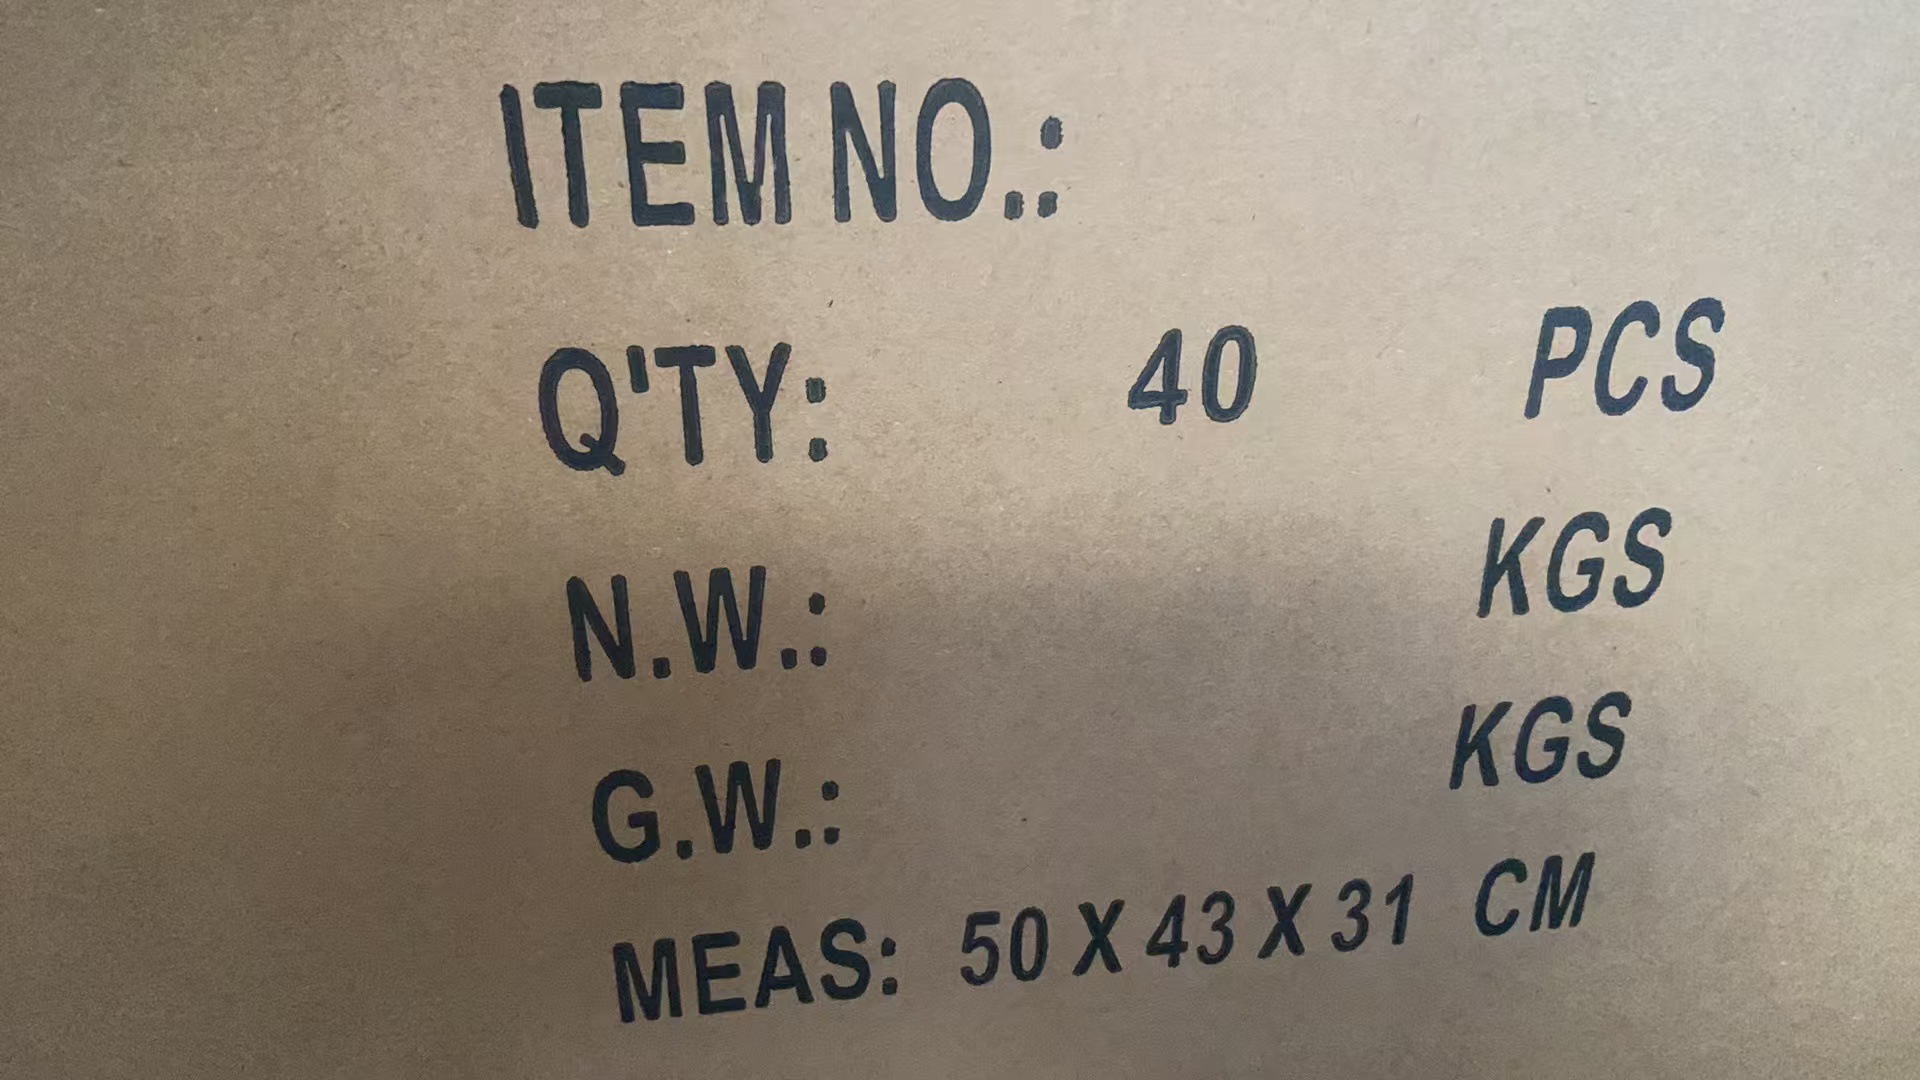 ITEM NO.:
Q'TY: 40 PCS
N.W.: KGS
G.W.: KGS
MEAS: 50 X 43 X 31 CM